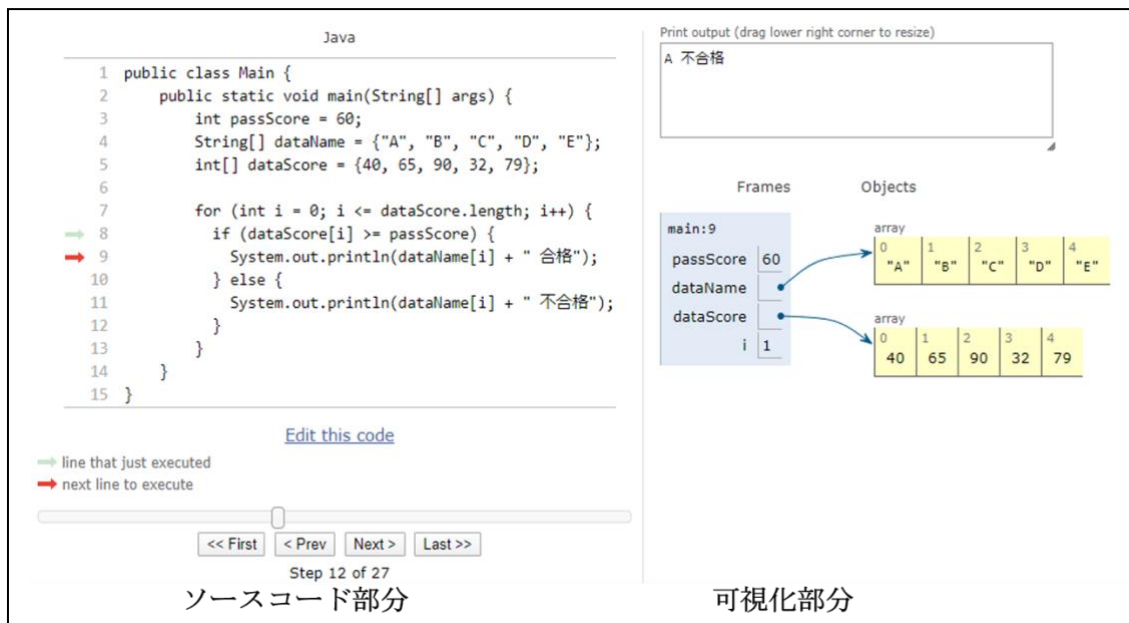 Java
1 public class Main {
2 public static void main(String[] args) {
3 int passScore = 60;
4 String[] dataName = {"A", "B", "C", "D", "E"};
5 int[] dataScore = {40, 65, 90, 32, 79};
6
7 for (int i = 0; i <= dataScore.length; i++) {
8 if (dataScore[i] >= passScore) {
9 System.out.println(dataName[i] + " 合格");
10 } else {
11 System.out.println(dataName[i] + " 不合格");
12 }
13 }
14 }
15 }
Edit this code
line that just executed
next line to execute
<< First < Prev Next > Last >>
Step 12 of 27
ソースコード部分
Print output (drag lower right corner to resize)
A 不合格
Frames Objects
main:9
passScore 60
dataName
dataScore
i 1
array
0 1 2 3 4
"A" "B" "C" "D" "E"
array
0 1 2 3 4
40 65 90 32 79
可視化部分